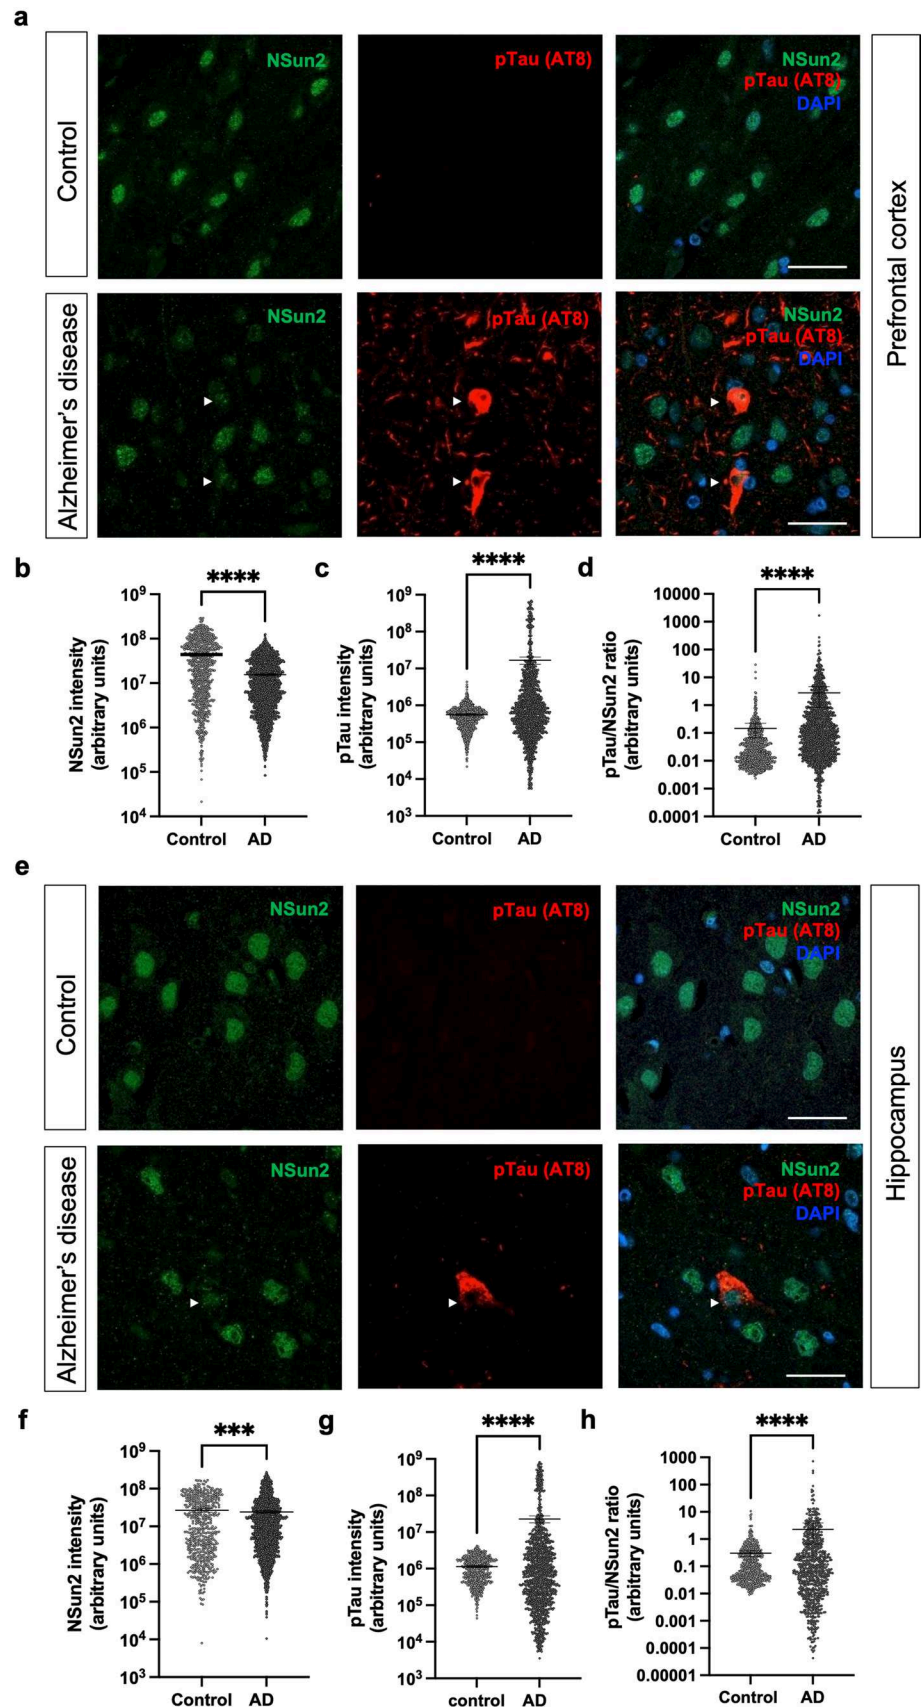 a
Control
NSun2
pTau (AT8)
NSun2
pTau (AT8)
DAPI
Prefrontal cortex
Alzheimer's disease
NSun2
pTau (AT8)
NSun2
pTau (AT8)
DAPI
b
****
NSun2 intensity
(arbitrary units)
10⁹
10⁸
10⁷
10⁶
10⁵
10⁴
Control AD
c
****
pTau intensity
(arbitrary units)
10⁹
10⁸
10⁷
10⁶
10⁵
10⁴
10³
Control AD
d
****
pTau/NSun2 ratio
(arbitrary units)
10000
1000
100
10
1
0.1
0.01
0.001
0.0001
Control AD
e
Control
NSun2
pTau (AT8)
NSun2
pTau (AT8)
DAPI
Hippocampus
Alzheimer's disease
NSun2
pTau (AT8)
NSun2
pTau (AT8)
DAPI
f
***
NSun2 intensity
(arbitrary units)
10⁹
10⁸
10⁷
10⁶
10⁵
10⁴
10³
Control AD
g
****
pTau intensity
(arbitrary units)
10⁹
10⁸
10⁷
10⁶
10⁵
10⁴
10³
control AD
h
****
pTau/NSun2 ratio
(arbitrary units)
1000
100
10
1
0.1
0.01
0.001
0.0001
0.00001
Control AD